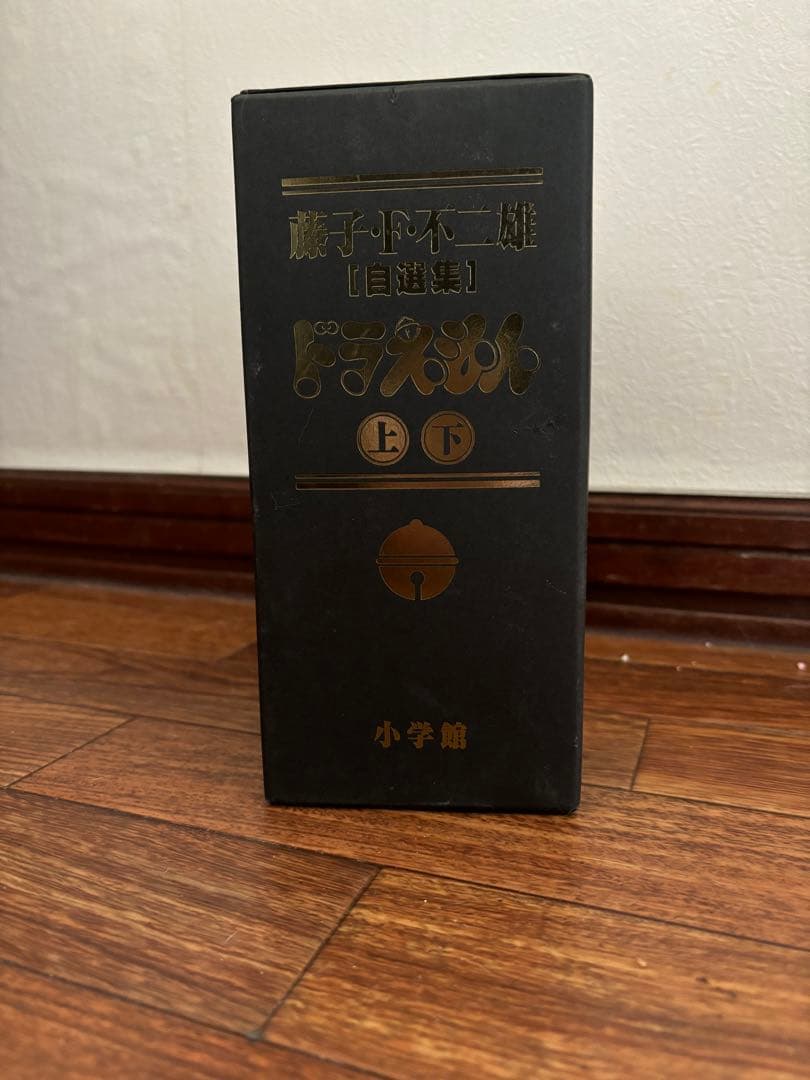 藤子・F・不二雄
[自選集]
ドラえもん
上 下
小学館